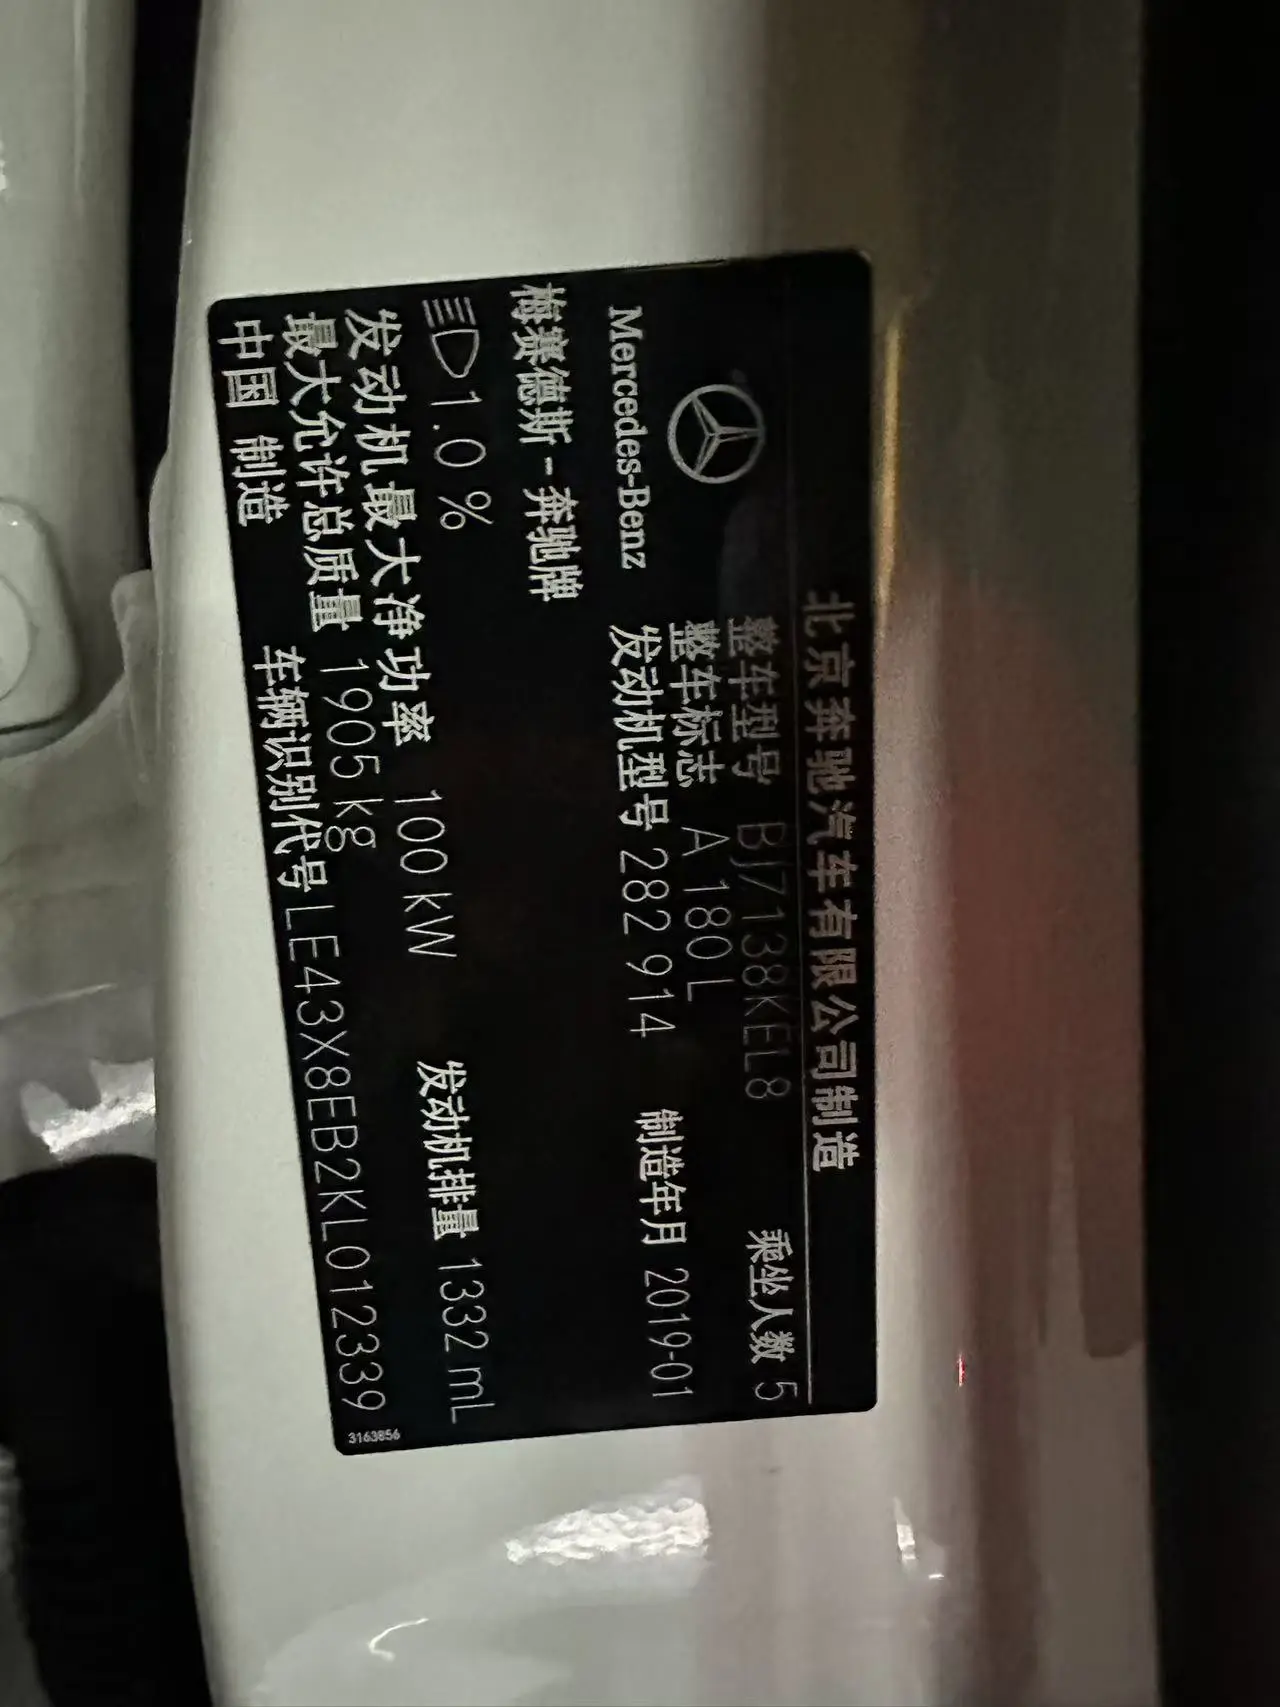 北京奔驰汽车有限公司制造
整车型号 BJ7138KEL8 乘坐人数 5
整车标志 A 180 L
Mercedes-Benz 发动机型号 282 914 制造年月 2019-01
梅赛德斯-奔驰牌
1.0 %
发动机最大净功率 100 kW 发动机排量 1332 mL
最大允许总质量 1905 kg
中国 制造 车辆识别代号 LE43X8EB2KL012339
3163856